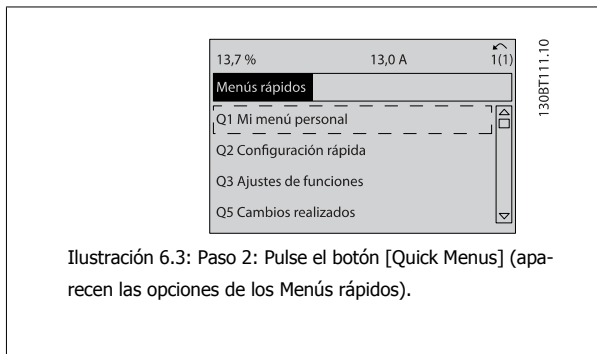 13,7 % 13,0 A 1(1)
Menús rápidos
Q1 Mi menú personal
Q2 Configuración rápida
Q3 Ajustes de funciones
Q5 Cambios realizados
130BT111.10
Ilustración 6.3: Paso 2: Pulse el botón [Quick Menus] (apa-
recen las opciones de los Menús rápidos).